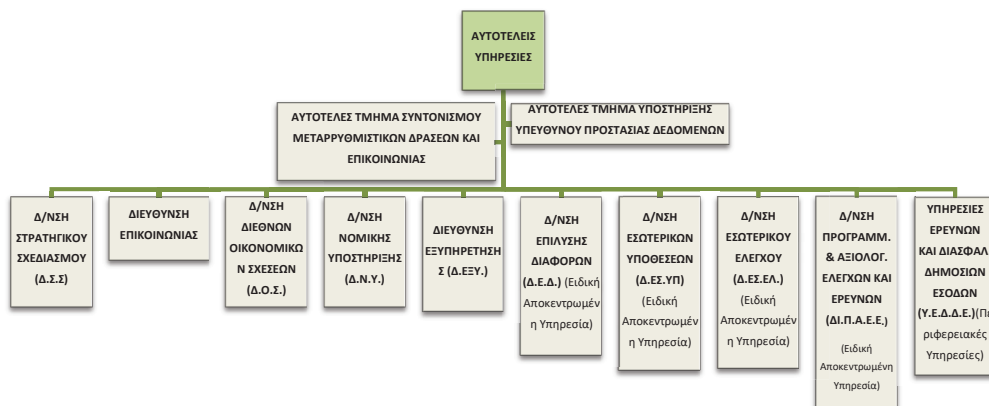 ΑΥΤΟΤΕΛΕΙΣ
ΥΠΗΡΕΣΙΕΣ
ΑΥΤΟΤΕΛΕΣ ΤΜΗΜΑ ΣΥΝΤΟΝΙΣΜΟΥ
ΜΕΤΑΡΡΥΘΜΙΣΤΙΚΩΝ ΔΡΑΣΕΩΝ ΚΑΙ
ΕΠΙΚΟΙΝΩΝΙΑΣ
ΑΥΤΟΤΕΛΕΣ ΤΜΗΜΑ ΥΠΟΣΤΗΡΙΞΗΣ
ΥΠΕΥΘΥΝΟΥ ΠΡΟΣΤΑΣΙΑΣ ΔΕΔΟΜΕΝΩΝ
Δ/ΝΣΗ
ΣΤΡΑΤΗΓΙΚΟΥ
ΣΧΕΔΙΑΣΜΟΥ
(Δ.Σ.Σ)
ΔΙΕΥΘΥΝΣΗ
ΕΠΙΚΟΙΝΩΝΙΑΣ
Δ/ΝΣΗ
ΔΙΕΘΝΩΝ
ΟΙΚΟΝΟΜΙΚΩ
Ν ΣΧΕΣΕΩΝ
(Δ.Ο.Σ.)
Δ/ΝΣΗ
ΝΟΜΙΚΗΣ
ΥΠΟΣΤΗΡΙΞΗΣ
(Δ.Ν.Υ.)
ΔΙΕΥΘΥΝΣΗ
ΕΞΥΠΗΡΕΤΗΣΗ
Σ (Δ.ΕΞΥ.)
Δ/ΝΣΗ
ΕΠΙΛΥΣΗΣ
ΔΙΑΦΟΡΩΝ
(Δ.Ε.Δ.) (Ειδική
Αποκεντρωμέν
η Υπηρεσία)
Δ/ΝΣΗ
ΕΣΩΤΕΡΙΚΩΝ
ΥΠΟΘΕΣΕΩΝ
(Δ.ΕΣ.ΥΠ)
(Ειδική
Αποκεντρωμέν
η Υπηρεσία)
Δ/ΝΣΗ
ΕΣΩΤΕΡΙΚΟΥ
ΕΛΕΓΧΟΥ
(Δ.ΕΣ.ΕΛ.)
(Ειδική
Αποκεντρωμέν
η Υπηρεσία)
Δ/ΝΣΗ
ΠΡΟΓΡΑΜΜ.
& ΑΞΙΟΛΟΓ.
ΕΛΕΓΧΩΝ ΚΑΙ
ΕΡΕΥΝΩΝ
(ΔΙ.Π.Α.Ε.Ε.)
(Ειδική
Αποκεντρωμένη
Υπηρεσία)
ΥΠΗΡΕΣΙΕΣ
ΕΡΕΥΝΩΝ
ΚΑΙ ΔΙΑΣΦΑΛ
ΔΗΜΟΣΙΩΝ
ΕΣΟΔΩΝ
(Υ.Ε.Δ.Δ.Ε.)(Πε
ριφερειακές
Υπηρεσίες)